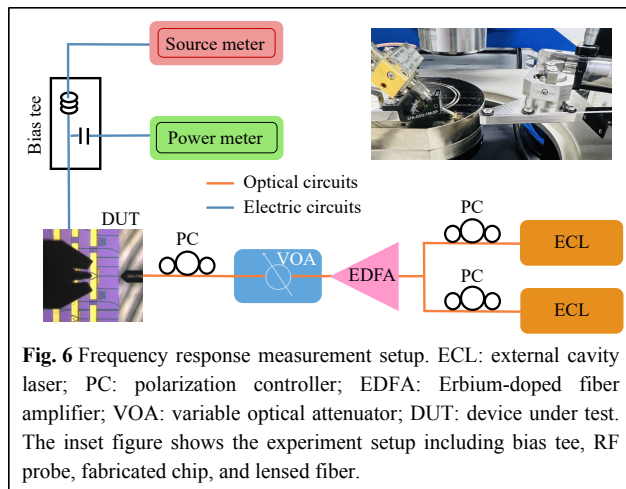 Source meter
Bias tee
Power meter
Optical circuits
Electric circuits
DUT
PC
VOA
EDFA
PC
ECL
PC
ECL
Fig. 6 Frequency response measurement setup. ECL: external cavity
laser; PC: polarization controller; EDFA: Erbium-doped fiber
amplifier; VOA: variable optical attenuator; DUT: device under test.
The inset figure shows the experiment setup including bias tee, RF
probe, fabricated chip, and lensed fiber.